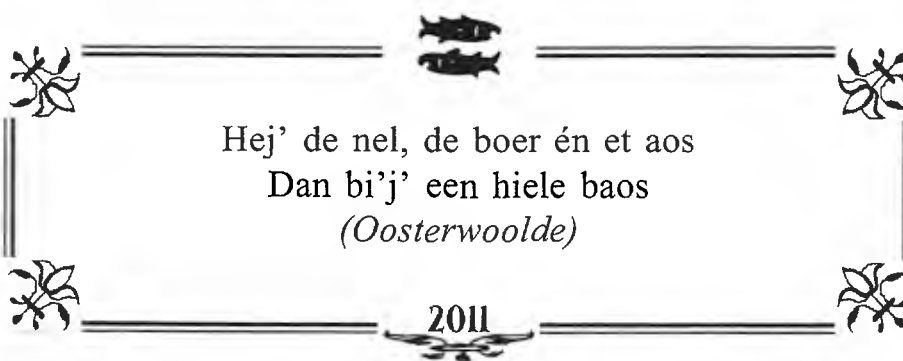 Hej’ de nel, de boer én et aos
Dan bi’j’ een hiele baos
(Oosterwoolde)
2011